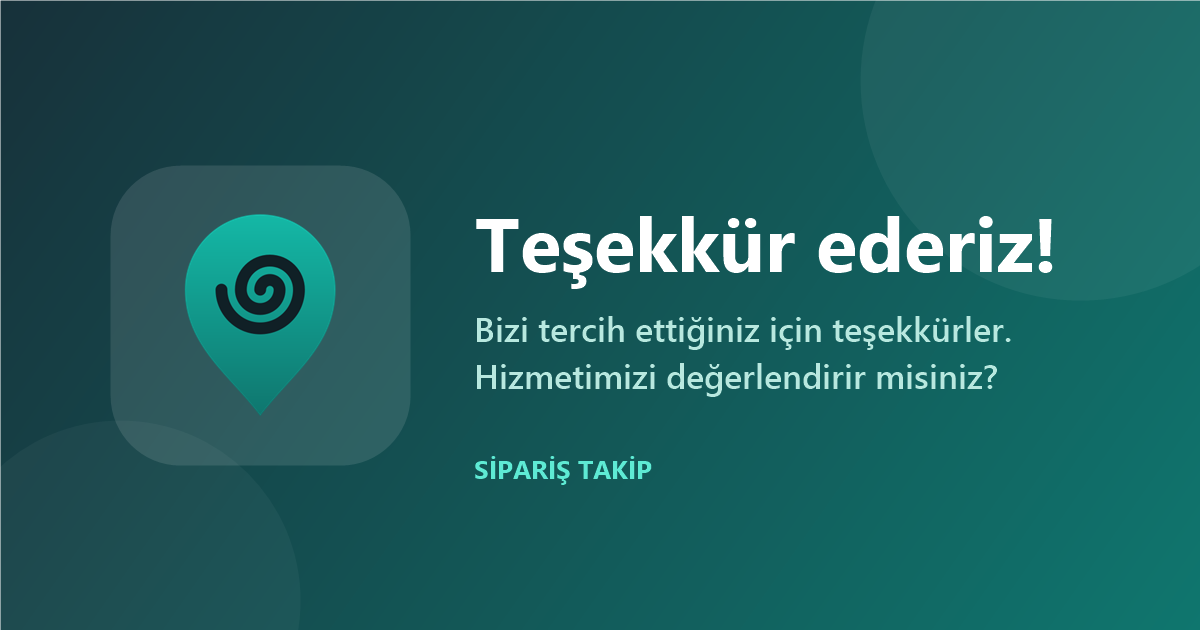 Teşekkür ederiz!
Bizi tercih ettiğiniz için teşekkürler.
Hizmetimizi değerlendirir misiniz?
SİPARİŞ TAKİP